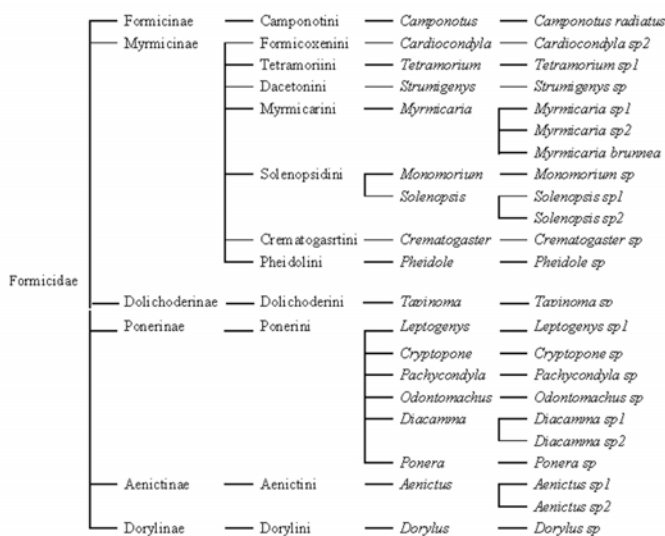 Formicinae Camponotini Camponotus Camponotus radiatus
Myrmicinae Formicoxenini Cardiocondyla Cardiocondyla sp2
Tetramoriini Tetramorium Tetramorium sp1
Dacetonini Strumigenys Strumigenys sp
Myrmicarini Myrmicaria Myrmicaria sp1
Myrmicaria sp2
Myrmicaria brunnea
Solenopsidini Monomorium Monomorium sp
Solenopsis Solenopsis sp1
Solenopsis sp2
Crematogasrtini Crematogaster Crematogaster sp
Pheidolini Pheidole Pheidole sp
Formicidae
Dolichoderinae Dolichoderini Tapinoma Tapinoma sp
Ponerinae Ponerini Leptogenys Leptogenys sp1
Cryptopone Cryptopone sp
Pachycondyla Pachycondyla sp
Odontomachus Odontomachus sp
Diacamma Diacamma sp1
Diacamma sp2
Ponera Ponera sp
Aenictinae Aenictini Aenictus Aenictus sp1
Aenictus sp2
Dorylinae Dorylini Dorylus Dorylus sp